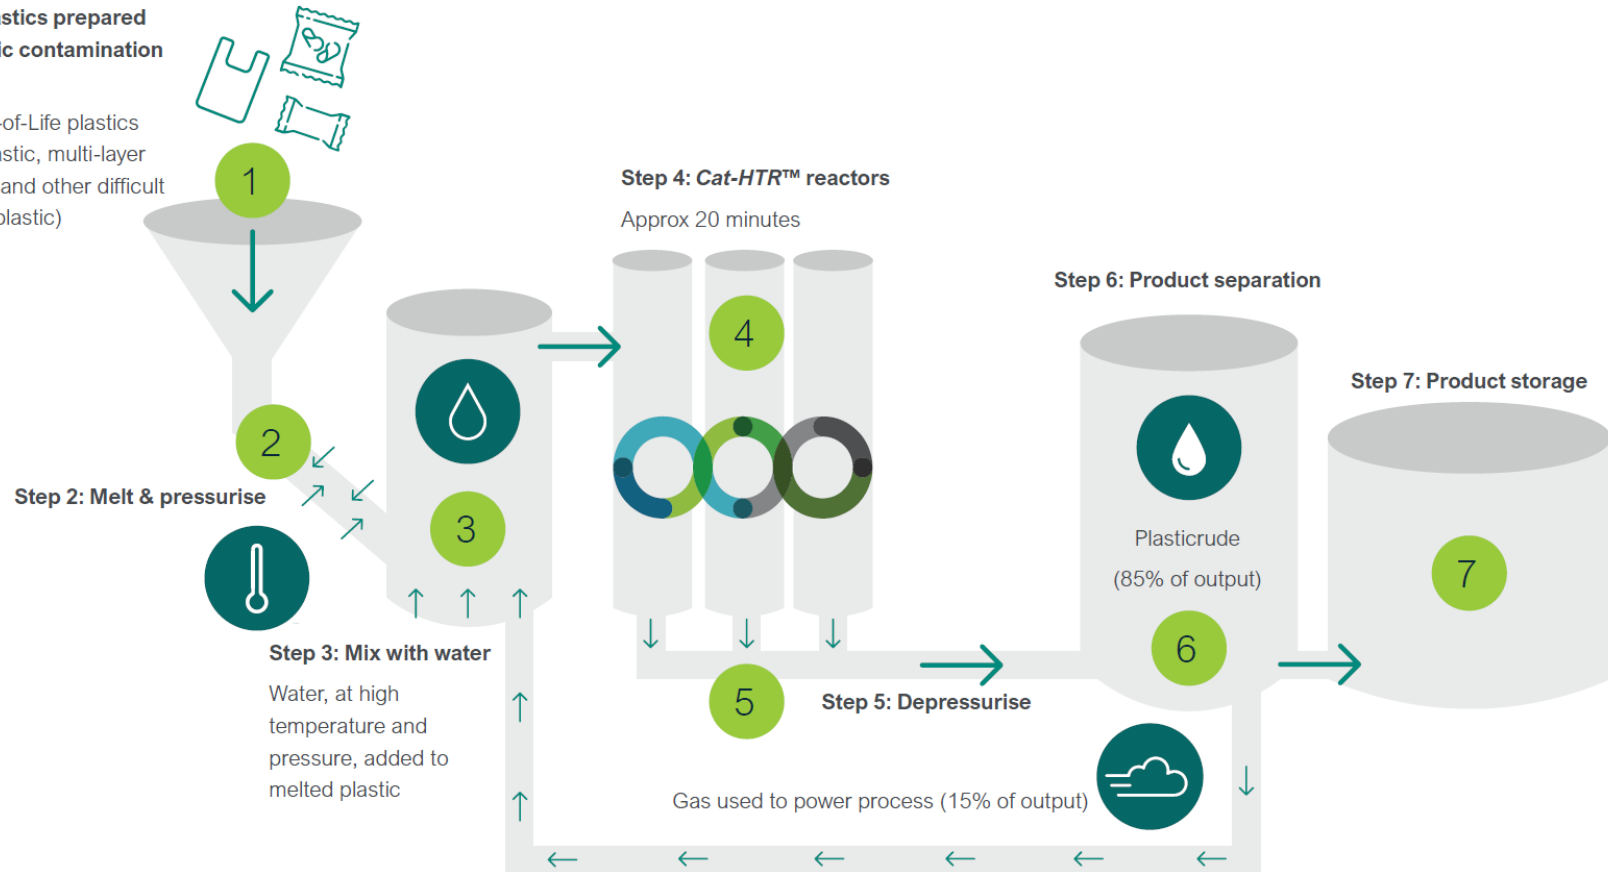 astics prepared
ic contamination
-of-Life plastics
astic, multi-layer
and other difficult
plastic)
1
Step 4: Cat-HTR™ reactors
Approx 20 minutes
Step 6: Product separation
4
Step 7: Product storage
2
Step 2: Melt & pressurise
3
Plasticrude
(85% of output)
7
6
Step 3: Mix with water
Water, at high
temperature and
pressure, added to
melted plastic
5
Step 5: Depressurise
Gas used to power process (15% of output)